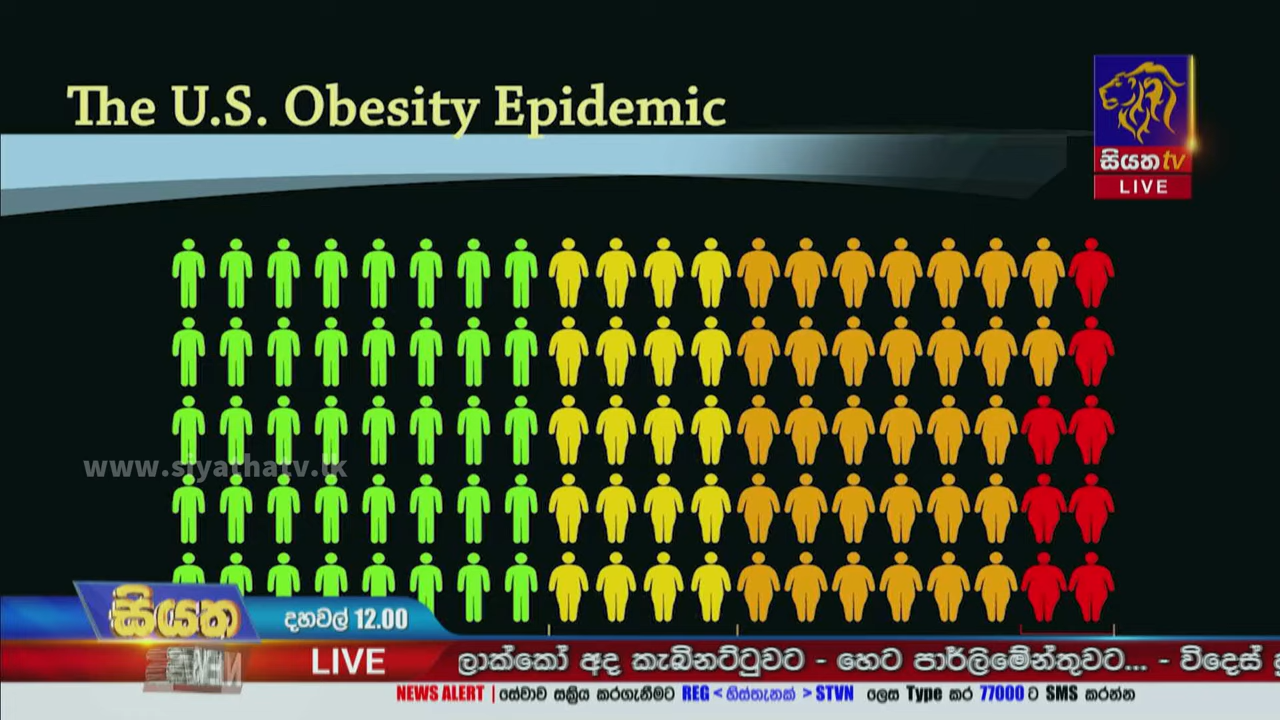 The U.S. Obesity Epidemic
සියත tv
LIVE
www.siyathatv.lk
සියත
දහවල් 12.00
LIVE
ලාක්කෝ අද කැබිනට්ටුවට - හෙට පාර්ලිමේන්තුවට... - විදෙස්
NEWS ALERT | සේවාව සක්‍රිය කරගැනීමට REG < හිස්තැනක් > STVN ලෙස Type කර 77000 ට SMS කරන්න